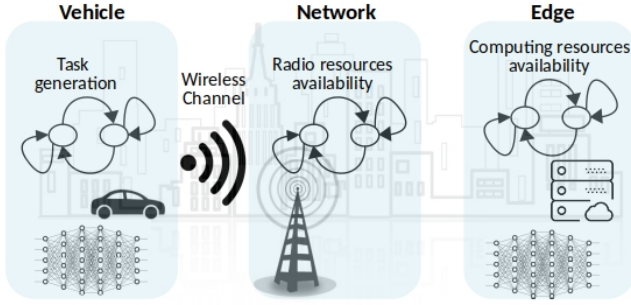 Vehicle
Network
Edge
Task
generation
Wireless
Channel
Radio resources
availability
Computing resources
availability